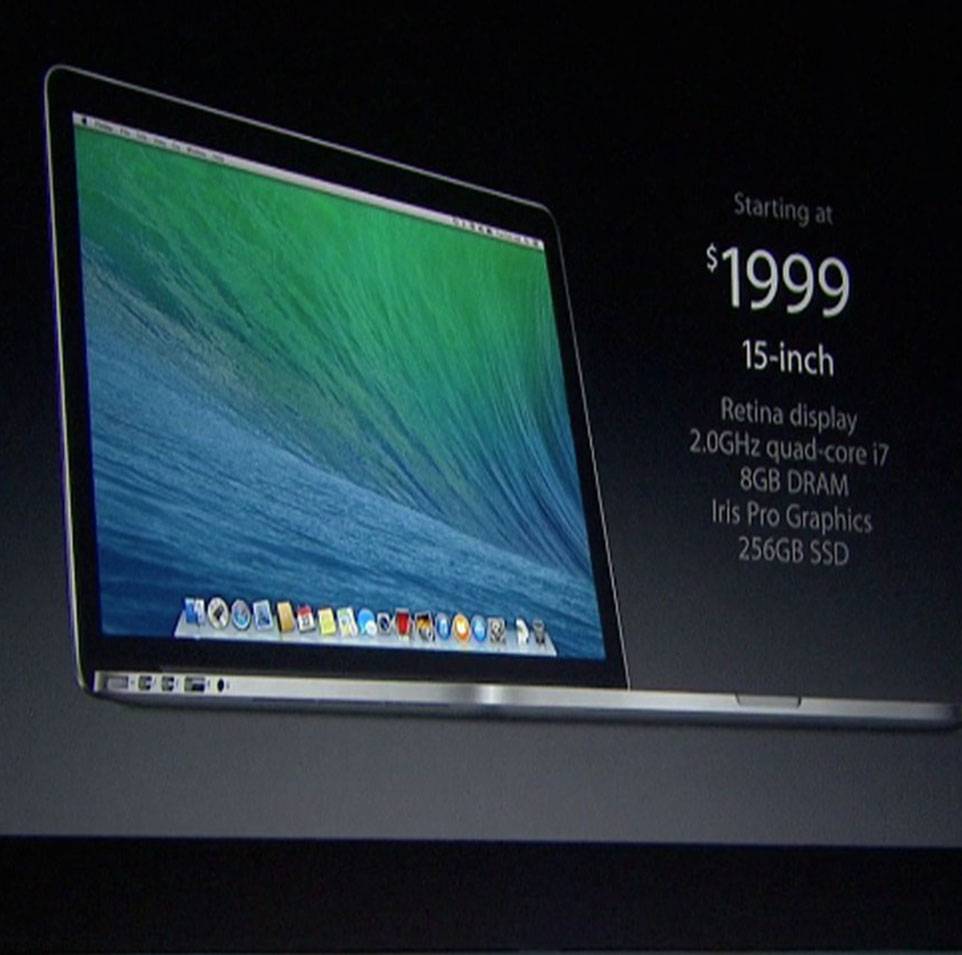 Starting at
$1999
15-inch
Retina display
2.0GHz quad-core i7
8GB DRAM
Iris Pro Graphics
256GB SSD